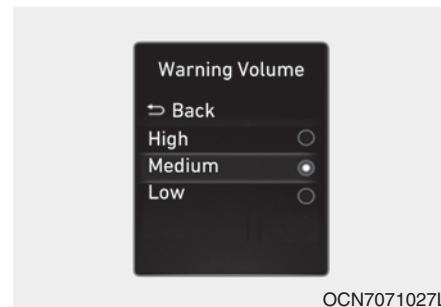 Warning Volume
Back
High
Medium
Low
OCN7071027L